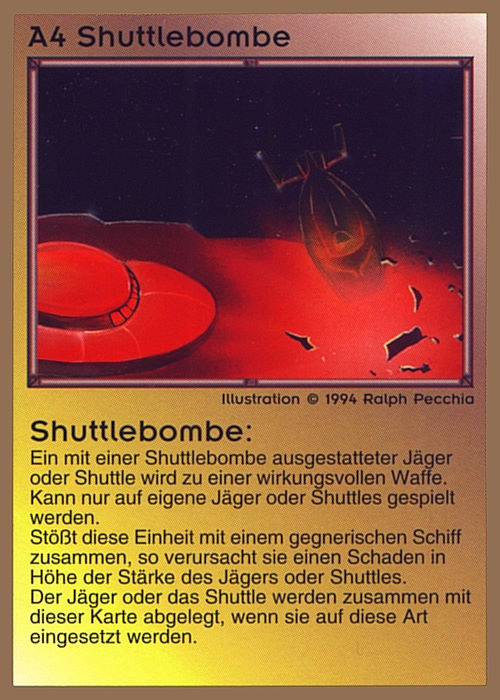 A4 Shuttlebombe
Illustration © 1994 Ralph Pecchia
Shuttlebombe:
Ein mit einer Shuttlebombe ausgestatteter Jäger
oder Shuttle wird zu einer wirkungsvollen Waffe.
Kann nur auf eigene Jäger oder Shuttles gespielt
werden.
Stößt diese Einheit mit einem gegnerischen Schiff
zusammen, so verursacht sie einen Schaden in
Höhe der Stärke des Jägers oder Shuttles.
Der Jäger oder das Shuttle werden zusammen mit
dieser Karte abgelegt, wenn sie auf diese Art
eingesetzt werden.